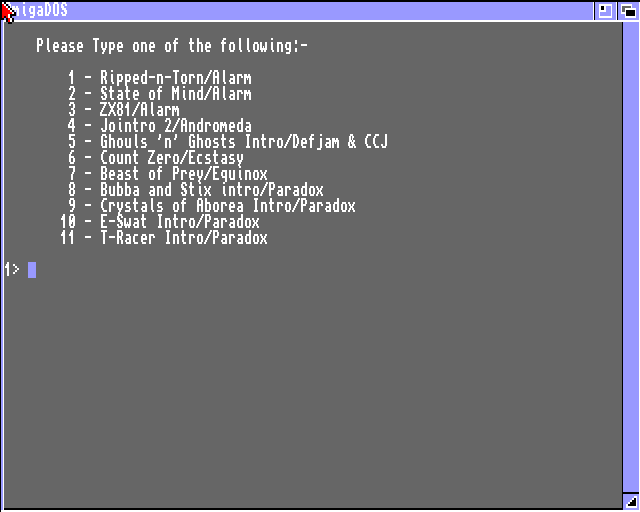 migaDOS
Please Type one of the following:-
1 - Ripped-n-Torn/Alarm
2 - State of Mind/Alarm
3 - ZX81/Alarm
4 - Jointro 2/Andromeda
5 - Ghouls 'n' Ghosts Intro/Defjam & CCJ
6 - Count Zero/Ecstasy
7 - Beast of Prey/Equinox
8 - Bubba and Stix intro/Paradox
9 - Crystals of Aborea Intro/Paradox
10 - E-Swat Intro/Paradox
11 - T-Racer Intro/Paradox
1>